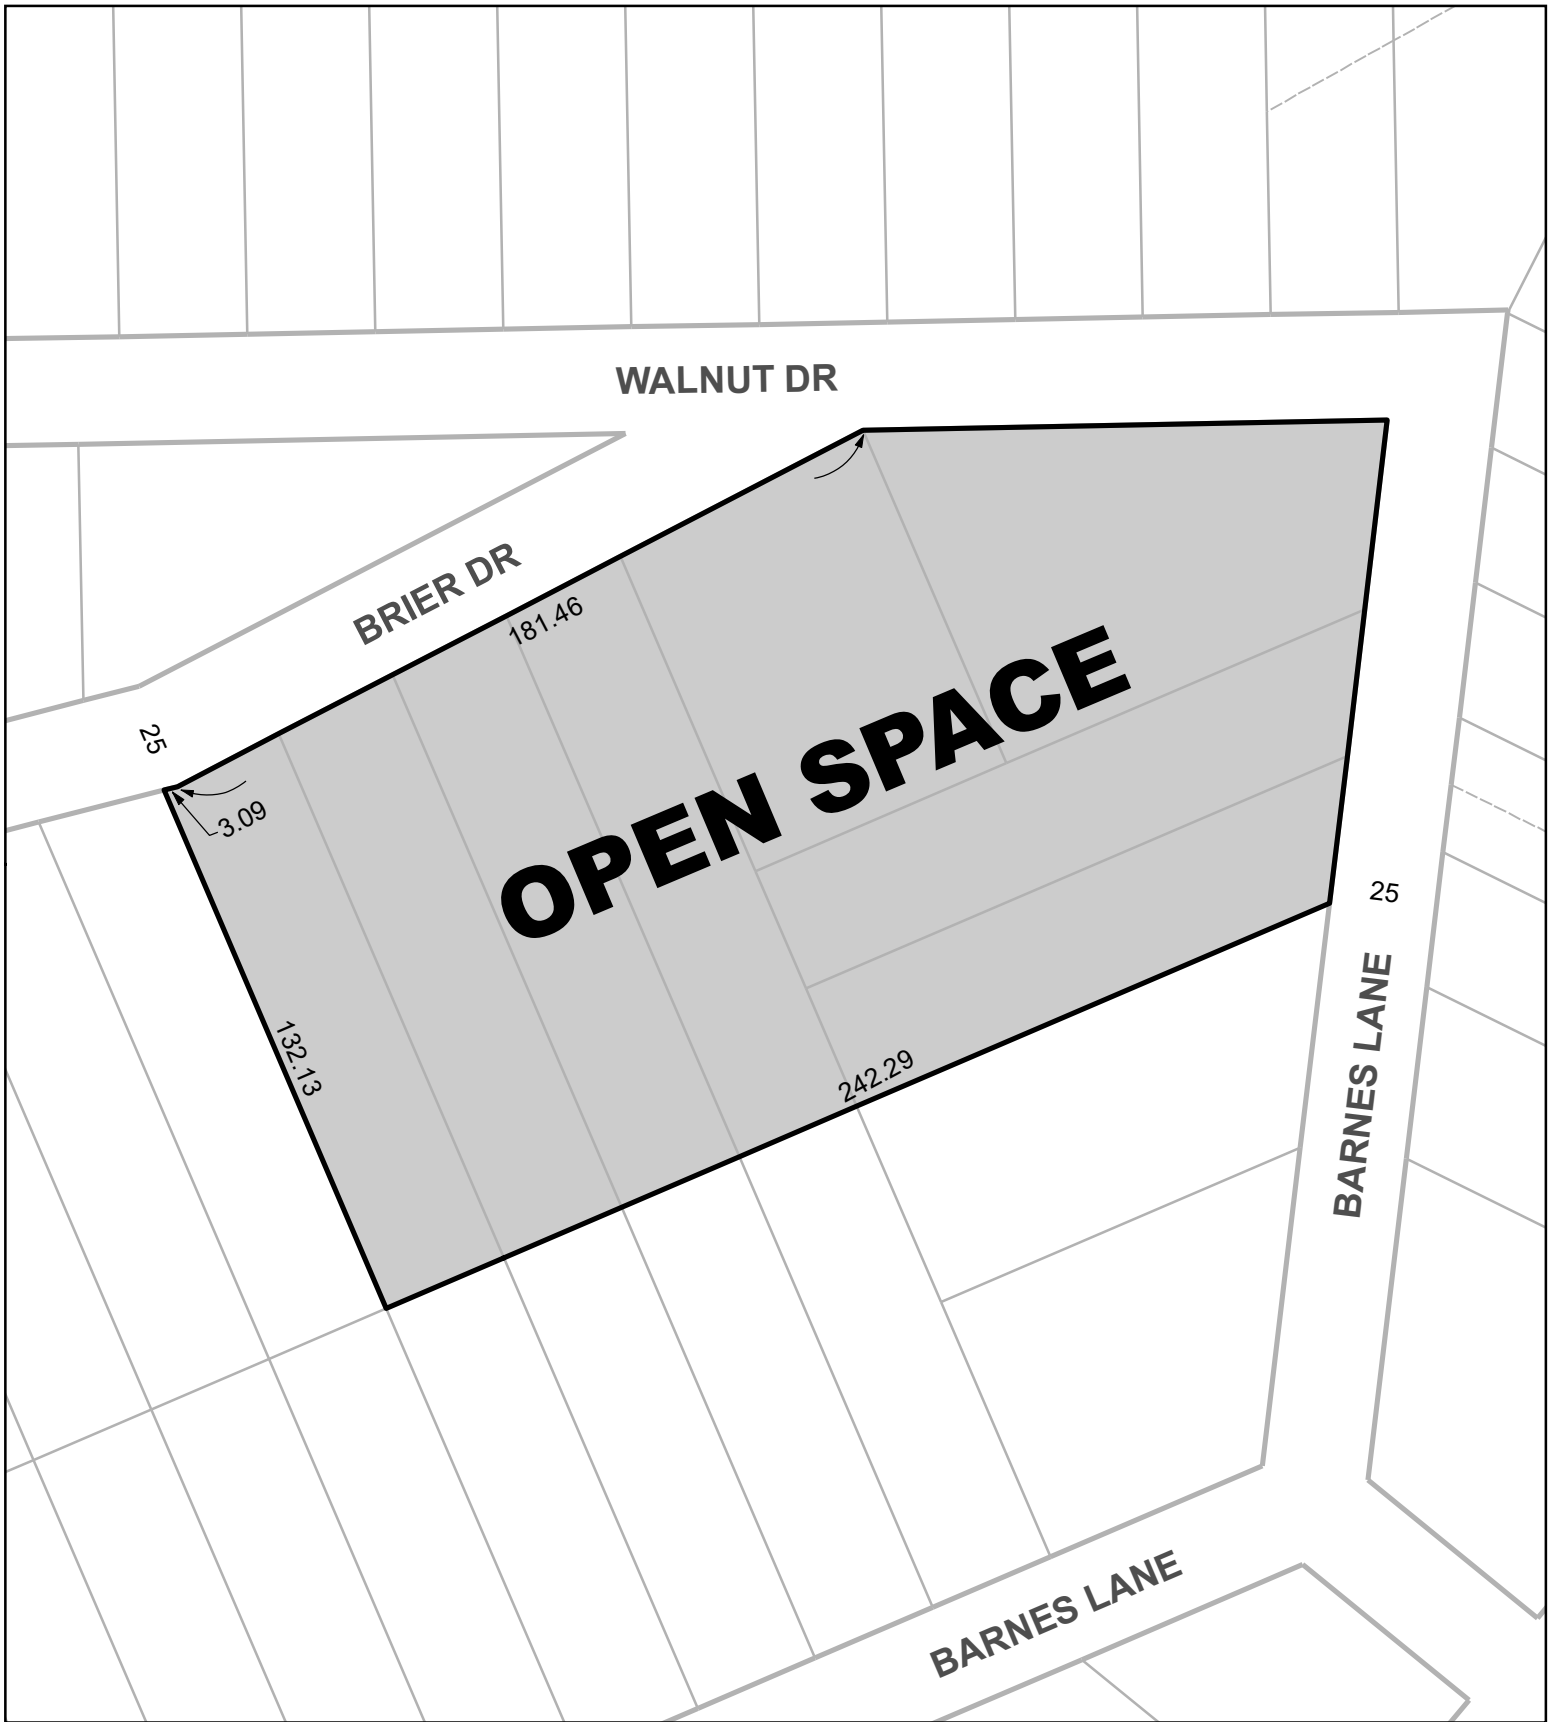 WALNUT DR
BRIER DR
181.46
25
3.09
OPEN SPACE
25
132.13
242.29
BARNES LANE
BARNES LANE